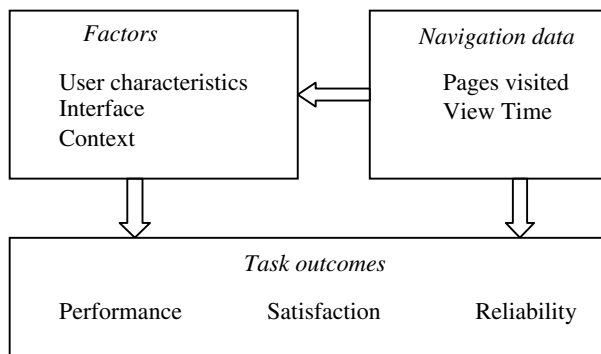 Factors
User characteristics
Interface
Context
Navigation data
Pages visited
View Time
Task outcomes
Performance Satisfaction Reliability